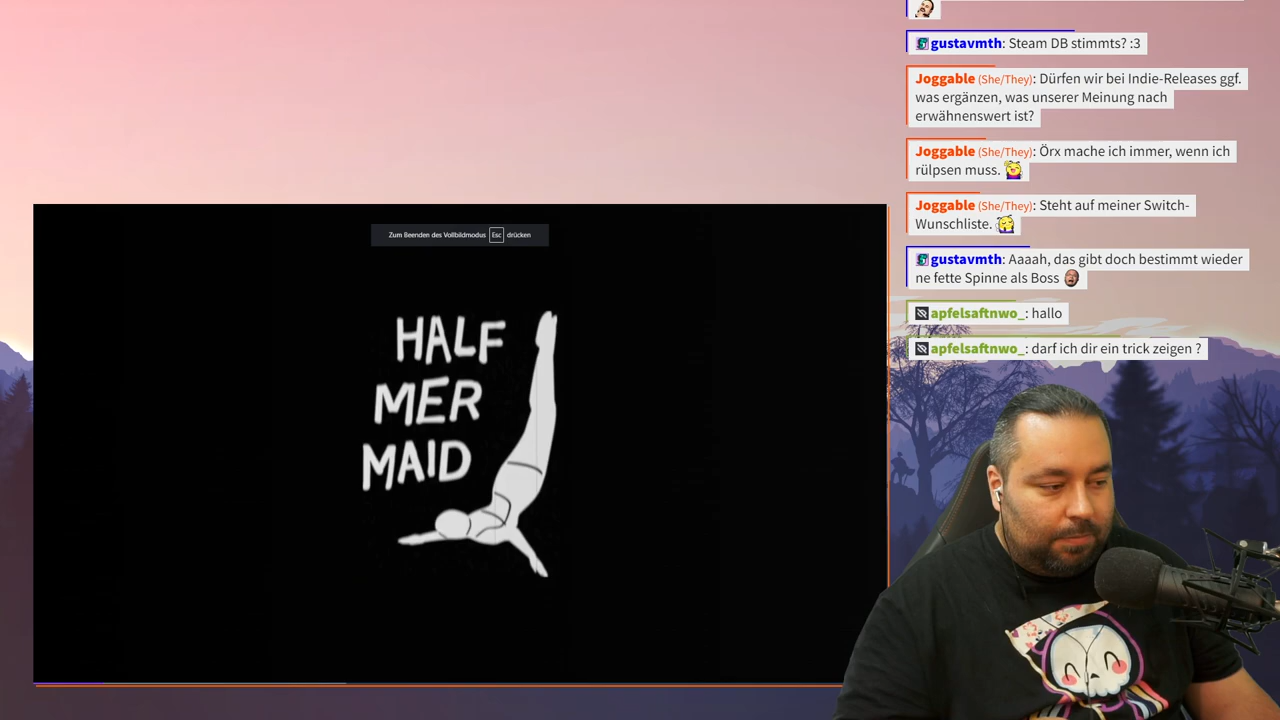 gustavmth: Steam DB stimmts? :3
Joggable (She/They): Dürfen wir bei Indie-Releases ggf.
was ergänzen, was unserer Meinung nach
erwähnenswert ist?
Joggable (She/They): Örx mache ich immer, wenn ich
rülpsen muss.
Joggable (She/They): Steht auf meiner Switch-
Wunschliste.
gustavmth: Aaaah, das gibt doch bestimmt wieder
ne fette Spinne als Boss
apfelsaftnwo_: hallo
apfelsaftnwo_: darf ich dir ein trick zeigen ?
Zum Beenden des Vollbildmodus Esc drücken
HALF
MER
MAID